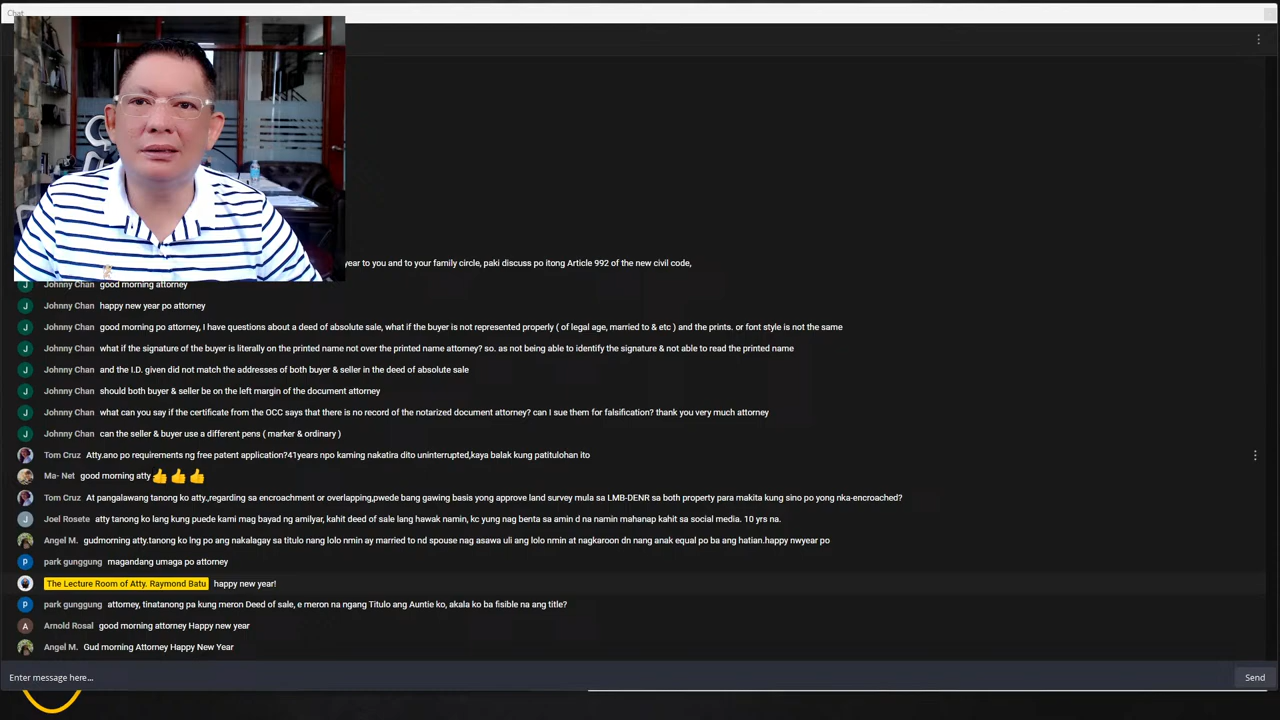 Chat
year to you and to your family circle, paki discuss po itong Article 992 of the new civil code,
J Johnny Chan good morning attorney
J Johnny Chan happy new year po attorney
J Johnny Chan good morning po attorney, I have questions about a deed of absolute sale, what if the buyer is not represented properly ( of legal age, married to & etc ) and the prints. or font style is not the same
J Johnny Chan what if the signature of the buyer is literally on the printed name not over the printed name attorney? so. as not being able to identify the signature & not able to read the printed name
J Johnny Chan and the I.D. given did not match the addresses of both buyer & seller in the deed of absolute sale
J Johnny Chan should both buyer & seller be on the left margin of the document attorney
J Johnny Chan what can you say if the certificate from the OCC says that there is no record of the notarized document attorney? can I sue them for falsification? thank you very much attorney
J Johnny Chan can the seller & buyer use a different pens ( marker & ordinary )
Tom Cruz Atty.ano po requirements ng free patent application?41years npo kaming nakatira dito uninterrupted,kaya balak kung patitulohan ito
Ma- Net good morning atty👍👍👍
Tom Cruz At pangalawang tanong ko atty.,regarding sa encroachment or overlapping,pwede bang gawing basis yong approve land survey mula sa LMB-DENR sa both property para makita kung sino po yong nka-encroached?
J Joel Rosete atty tanong ko lang kung puede kami mag bayad ng amilyar, kahit deed of sale lang hawak namin, kc yung nag benta sa amin d na namin mahanap kahit sa social media. 10 yrs na.
Angel M. gudmorning atty.tanong ko lng po ang nakalagay sa titulo nang lolo nmin ay married to nd spouse nag asawa uli ang lolo nmin at nagkaroon dn nang anak equal po ba ang hatian.happy nwyear po
P park gunggung magandang umaga po attorney
The Lecture Room of Atty. Raymond Batu happy new year!
P park gunggung attorney, tinatanong pa kung meron Deed of sale, e meron na ngang Titulo ang Auntie ko, akala ko ba fisible na ang title?
A Arnold Rosal good morning attorney Happy new year
Angel M. Gud morning Attorney Happy New Year
Enter message here...
Send